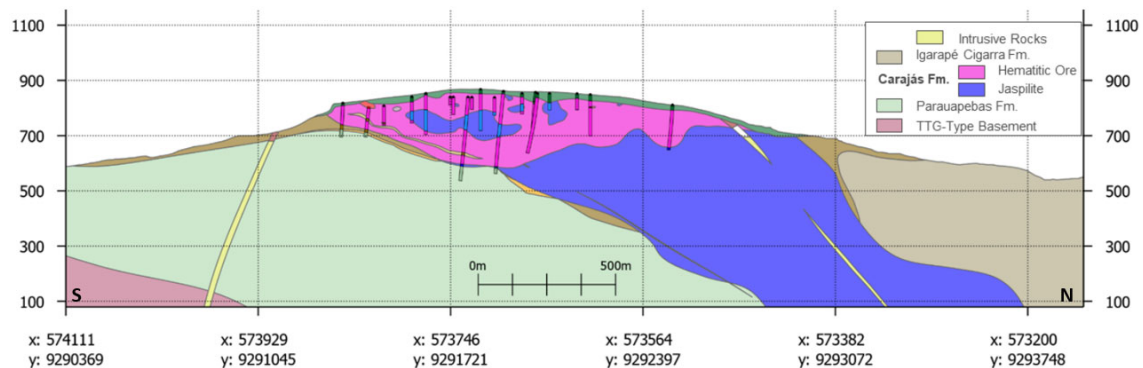 1100
900
700
500
300
100
1100
900
700
500
300
100
Intrusive Rocks
Igarapé Cigarra Fm.
Carajás Fm.
Hematitic Ore
Jaspilite
Parauapebas Fm.
TTG-Type Basement
0m 500m
S N
x: 574111 x: 573929 x: 573746 x: 573564 x: 573382 x: 573200
y: 9290369 y: 9291045 y: 9291721 y: 9292397 y: 9293072 y: 9293748